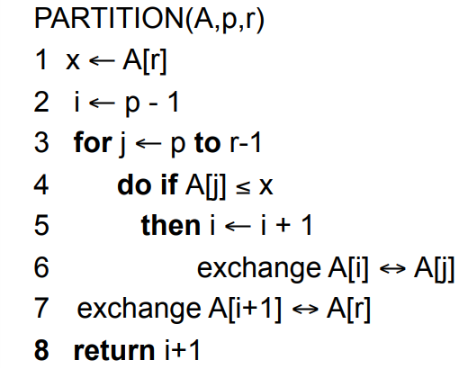 PARTITION(A,p,r)
1 x ← A[r]
2 i ← p - 1
3 for j ← p to r-1
4 do if A[j] ≤ x
5 then i ← i + 1
6 exchange A[i] ↔ A[j]
7 exchange A[i+1] ↔ A[r]
8 return i+1